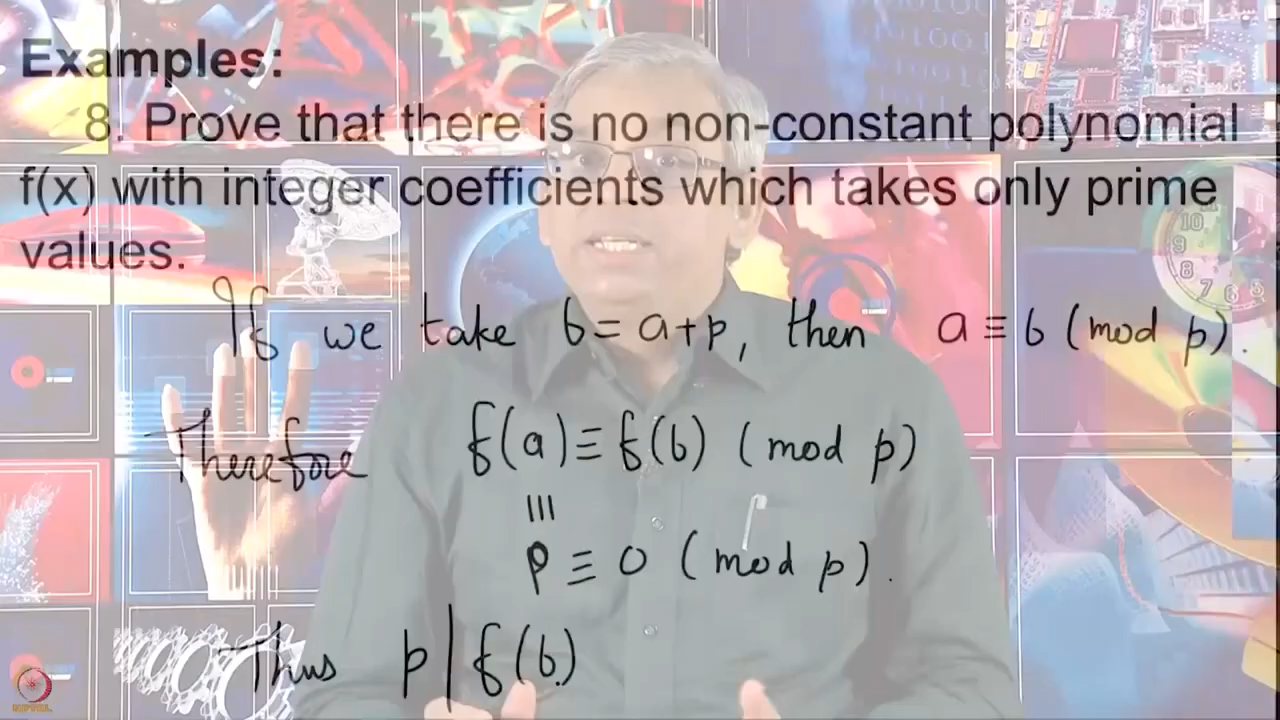 Examples:
8. Prove that there is no non-constant polynomial
f(x) with integer coefficients which takes only prime
values.
If we take b = a+p, then a ≡ b (mod p).
Therefore f(a) ≡ f(b) (mod p)
≡
p ≡ 0 (mod p).
Thus p | f(b)
NPTEL